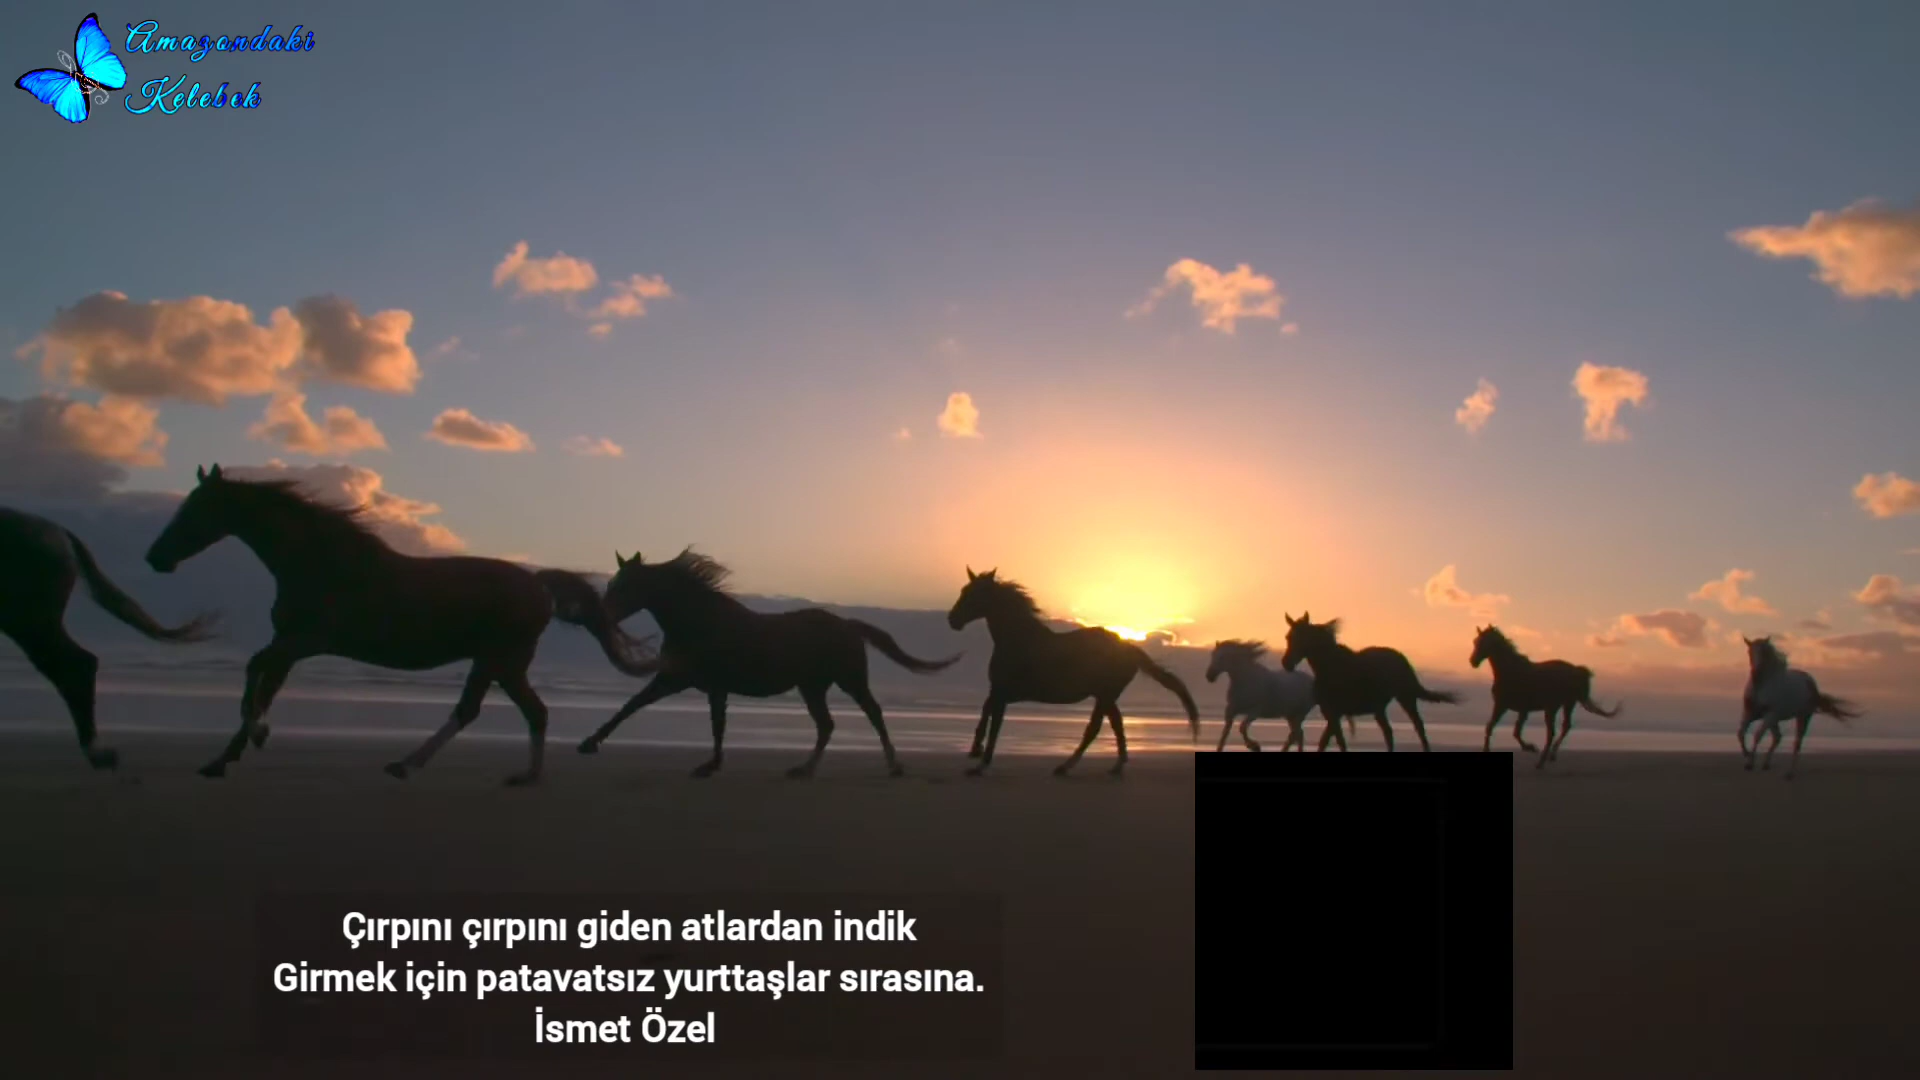 Amazondaki
Kelebek
Çırpını çırpını giden atlardan indik
Girmek için patavatsız yurttaşlar sırasına.
İsmet Özel